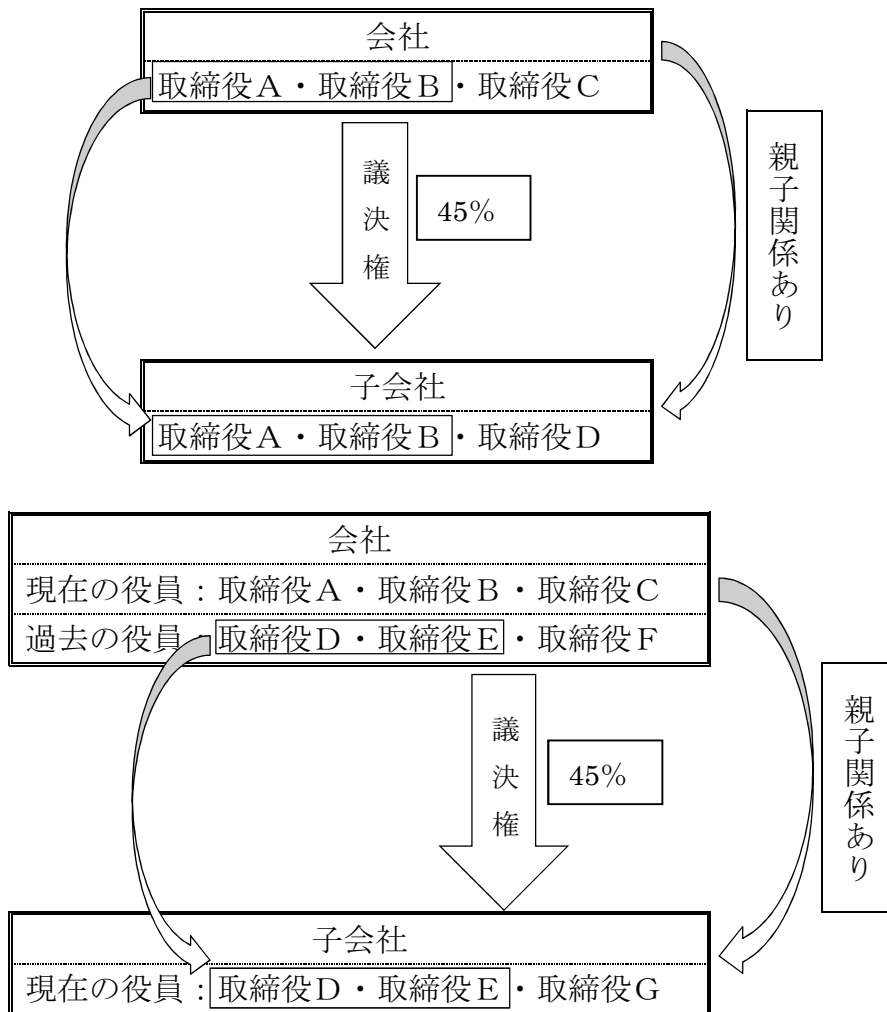 会社
取締役A・取締役B・取締役C
議決権
45%
親子関係あり
子会社
取締役A・取締役B・取締役D
会社
現在の役員:取締役A・取締役B・取締役C
過去の役員:取締役D・取締役E・取締役F
議決権
45%
親子関係あり
子会社
現在の役員:取締役D・取締役E・取締役G